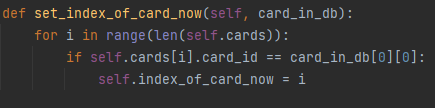 def set_index_of_card_now(self, card_in_db):
    for i in range(len(self.cards)):
        if self.cards[i].card_id == card_in_db[0][0]:
            self.index_of_card_now = i